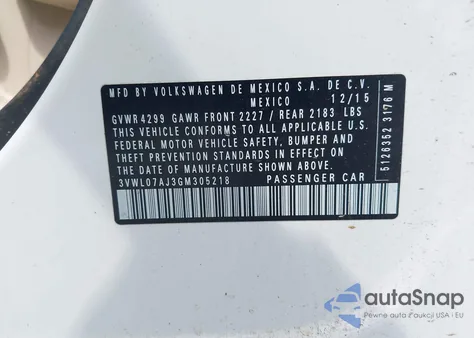 MFD BY VOLKSWAGEN DE MEXICO S.A. DE C.V.
MEXICO 12/15
GVWR 4299 GAWR FRONT 2227 / REAR 2183 LBS
THIS VEHICLE CONFORMS TO ALL APPLICABLE U.S.
FEDERAL MOTOR VEHICLE SAFETY, BUMPER AND
THEFT PREVENTION STANDARDS IN EFFECT ON THE
DATE OF MANUFACTURE SHOWN ABOVE.
3VWL07AJ3GM305218 PASSENGER CAR
5126352 3176 M
autoSnap
Pewne auta z aukcji USA i EU